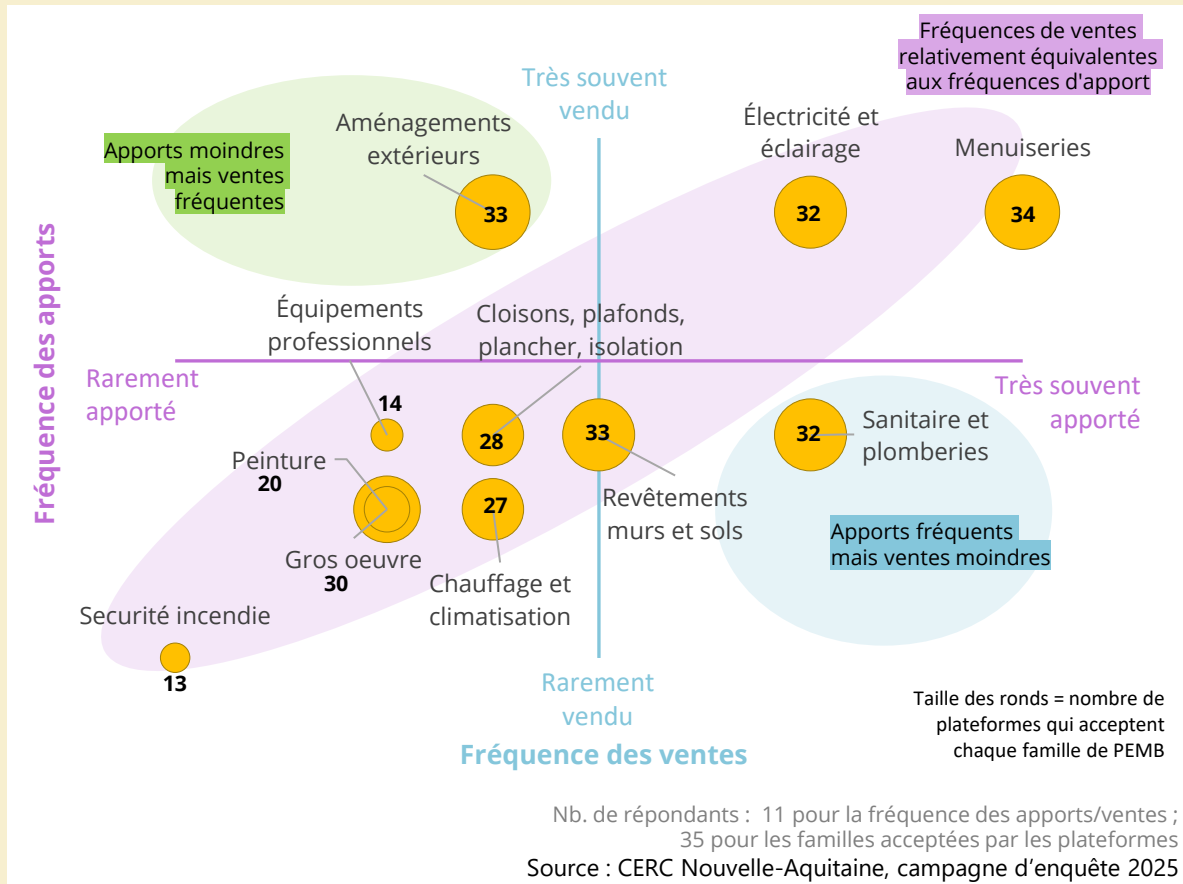 Fréquences de ventes
relativement équivalentes
aux fréquences d'apport
Très souvent
vendu
Électricité et
éclairage
Menuiseries
Aménagements
extérieurs
Apports moindres
mais ventes
fréquentes
33
32
34
Fréquence des apports
Équipements
professionnels
Cloisons, plafonds,
plancher, isolation
Rarement
apporté
Très souvent
apporté
14
28
33
32
Sanitaire et
plomberies
Peinture
20
27
Revêtements
murs et sols
Apports fréquents
mais ventes moindres
Gros oeuvre
30
Chauffage et
climatisation
Securité incendie
13
Rarement
vendu
Fréquence des ventes
Taille des ronds = nombre de
plateformes qui acceptent
chaque famille de PEMB
Nb. de répondants : 11 pour la fréquence des apports/ventes ;
35 pour les familles acceptées par les plateformes
Source : CERC Nouvelle-Aquitaine, campagne d’enquête 2025